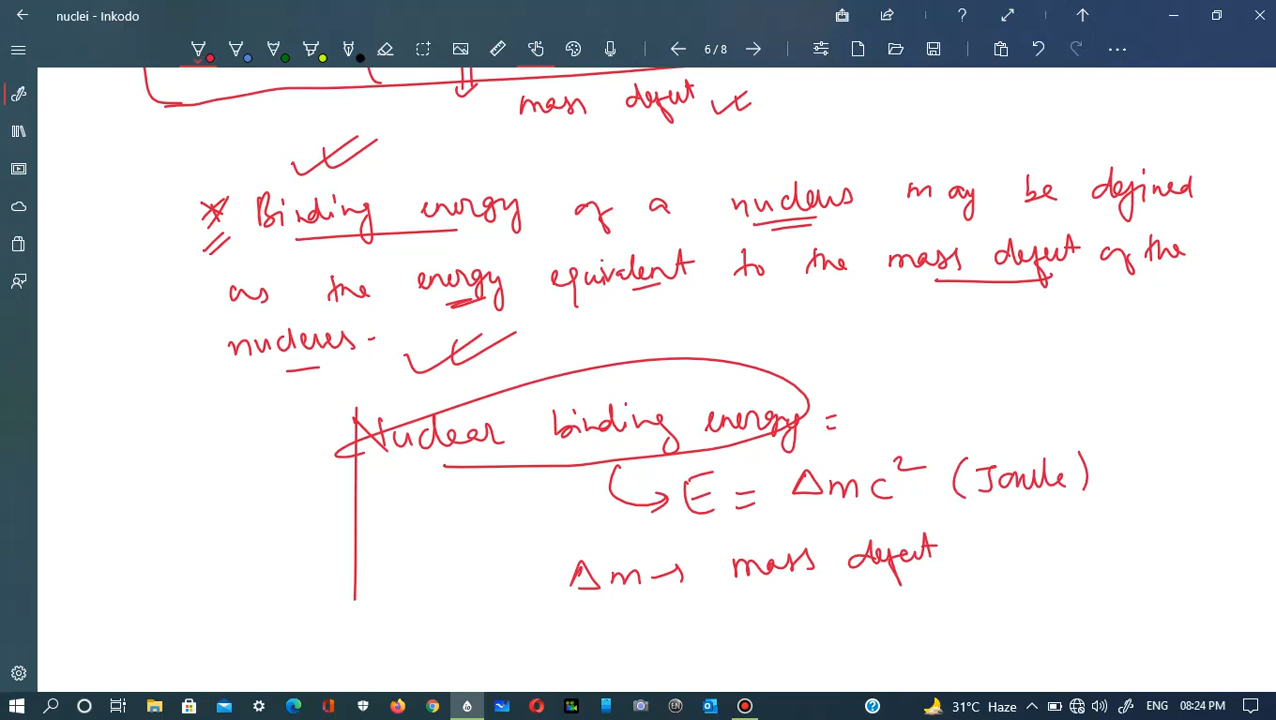 nuclei - Inkodo
6/8
mass defect
* Binding energy of a nucleus may be defined
as the energy equivalent to the mass defect of the
nucleus.
Nuclear binding energy =
E = Δmc² (Joule)
Δm → mass defect
31°C Haze
ENG
08:24 PM